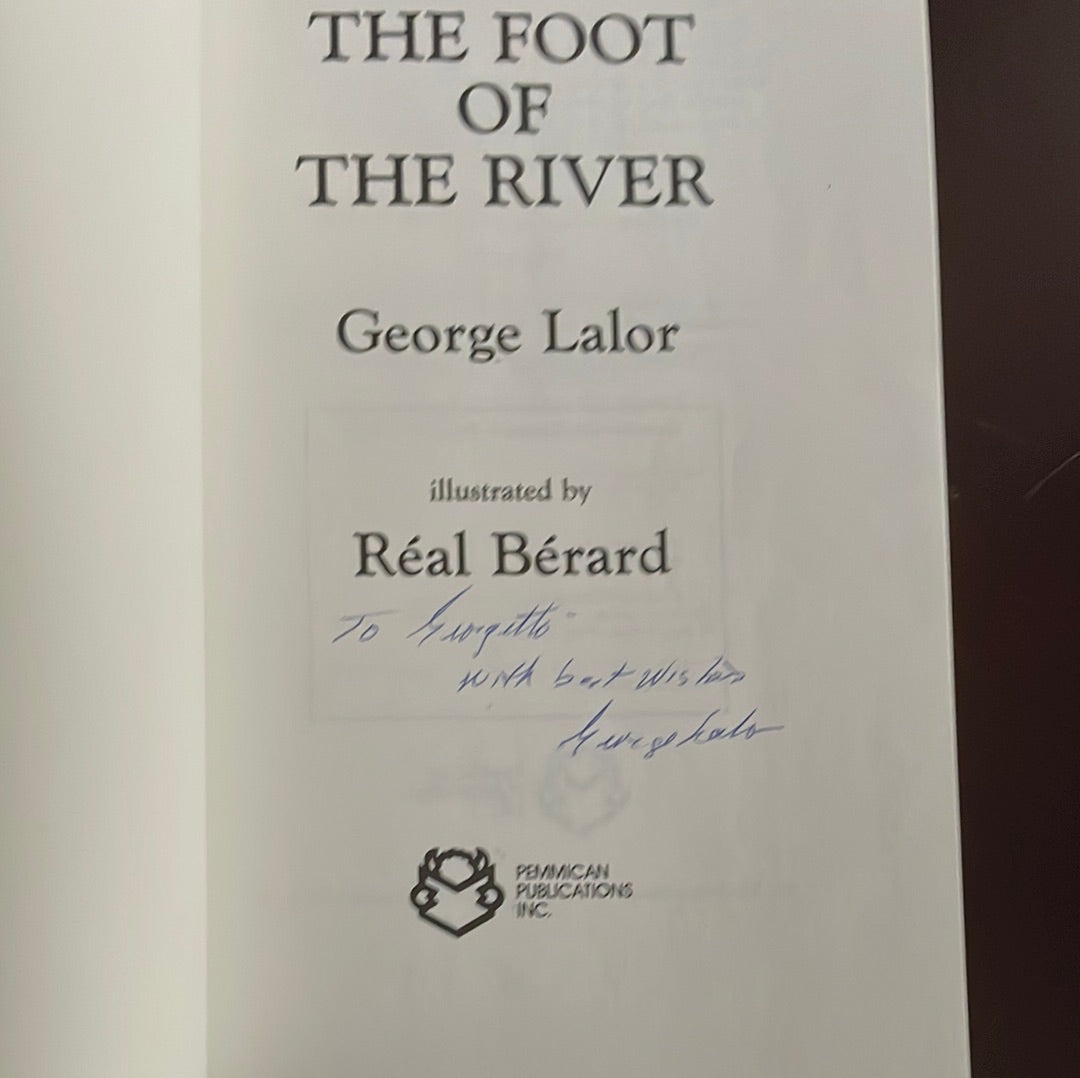 THE FOOT
OF
THE RIVER
George Lalor
illustrated by
Réal Bérard
To Georgette
with best wishes
George Lalor
PEMMICAN
PUBLICATIONS
INC.